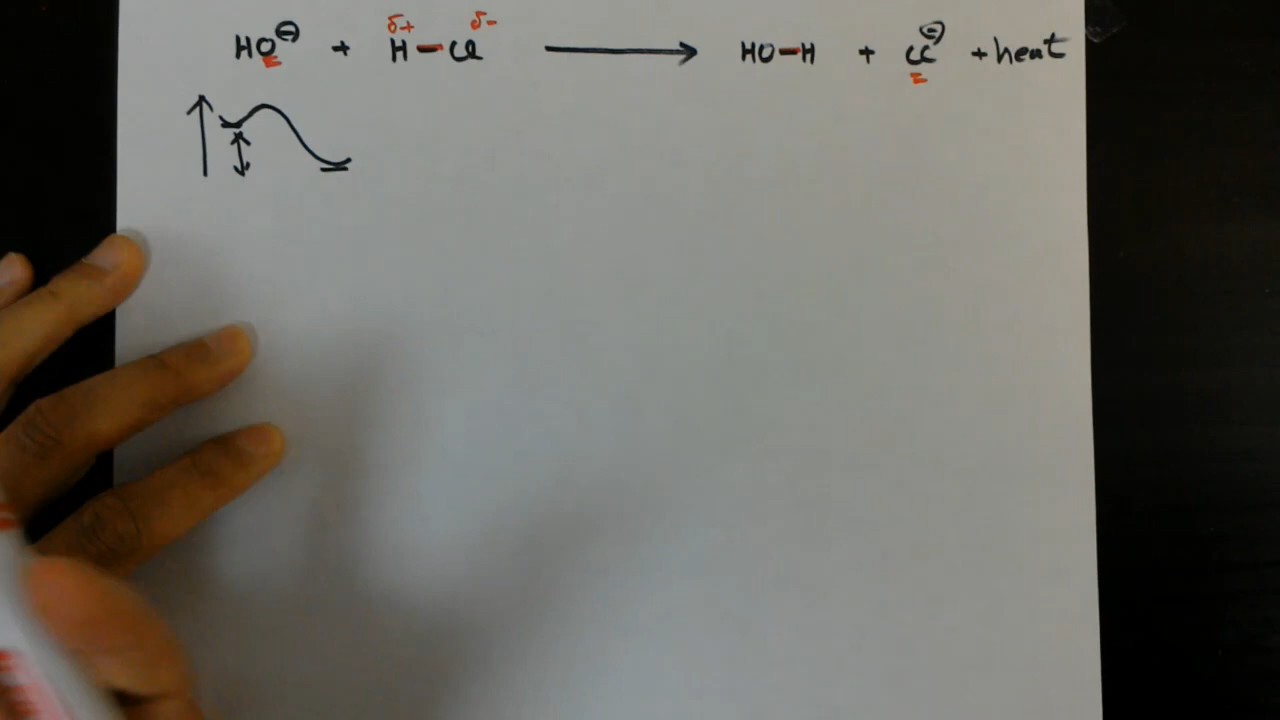 δ+ δ-
HO⊖ + H-Cl ⟶ HO-H + Cl⊖ + heat